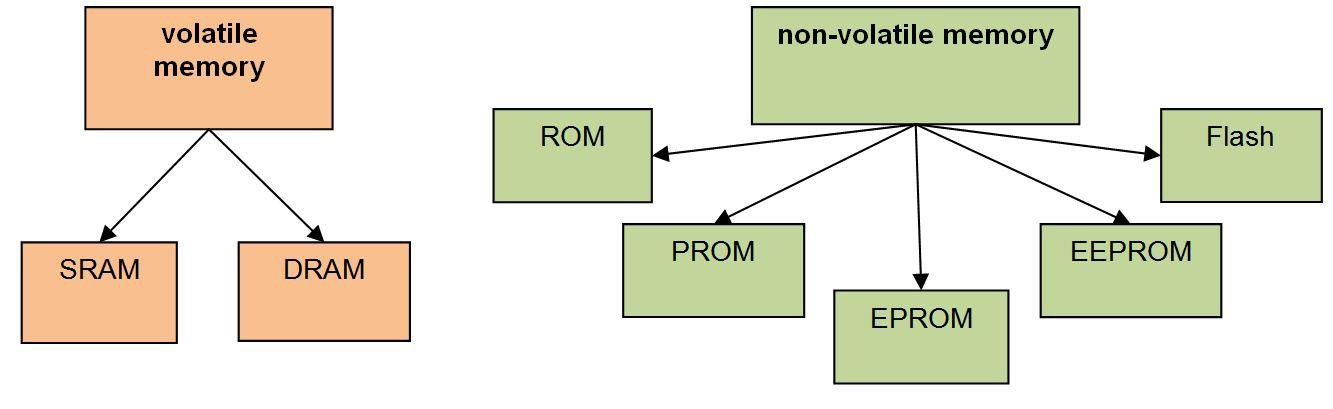 volatile
memory
SRAM
DRAM
non-volatile memory
ROM
Flash
PROM
EEPROM
EPROM